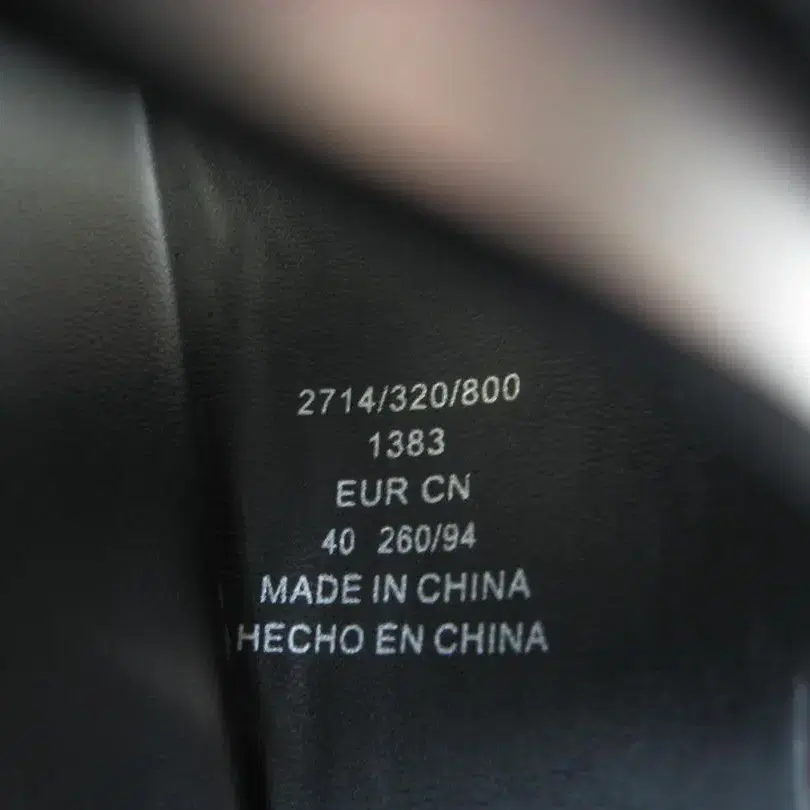 2714/320/800
1383
EUR CN
40 260/94
MADE IN CHINA
HECHO EN CHINA